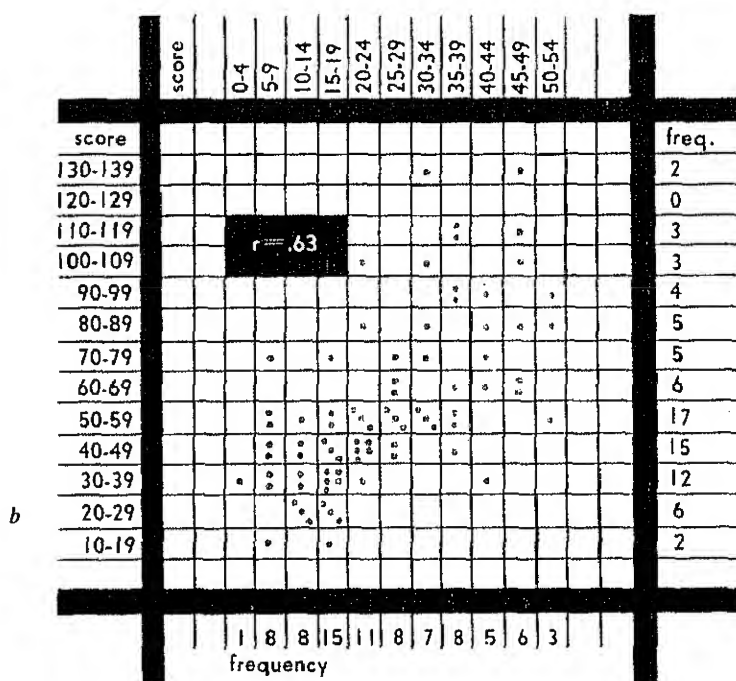 score 0-4 5-9 10-14 15-19 20-24 25-29 30-34 35-39 40-44 45-49 50-54
score freq.
130-139 2
120-129 0
110-119 3
r=.63
100-109 3
90-99 4
80-89 5
70-79 5
60-69 6
50-59 17
40-49 15
30-39 12
b 20-29 6
10-19 2
1 8 8 15 11 8 7 8 5 6 3
frequency